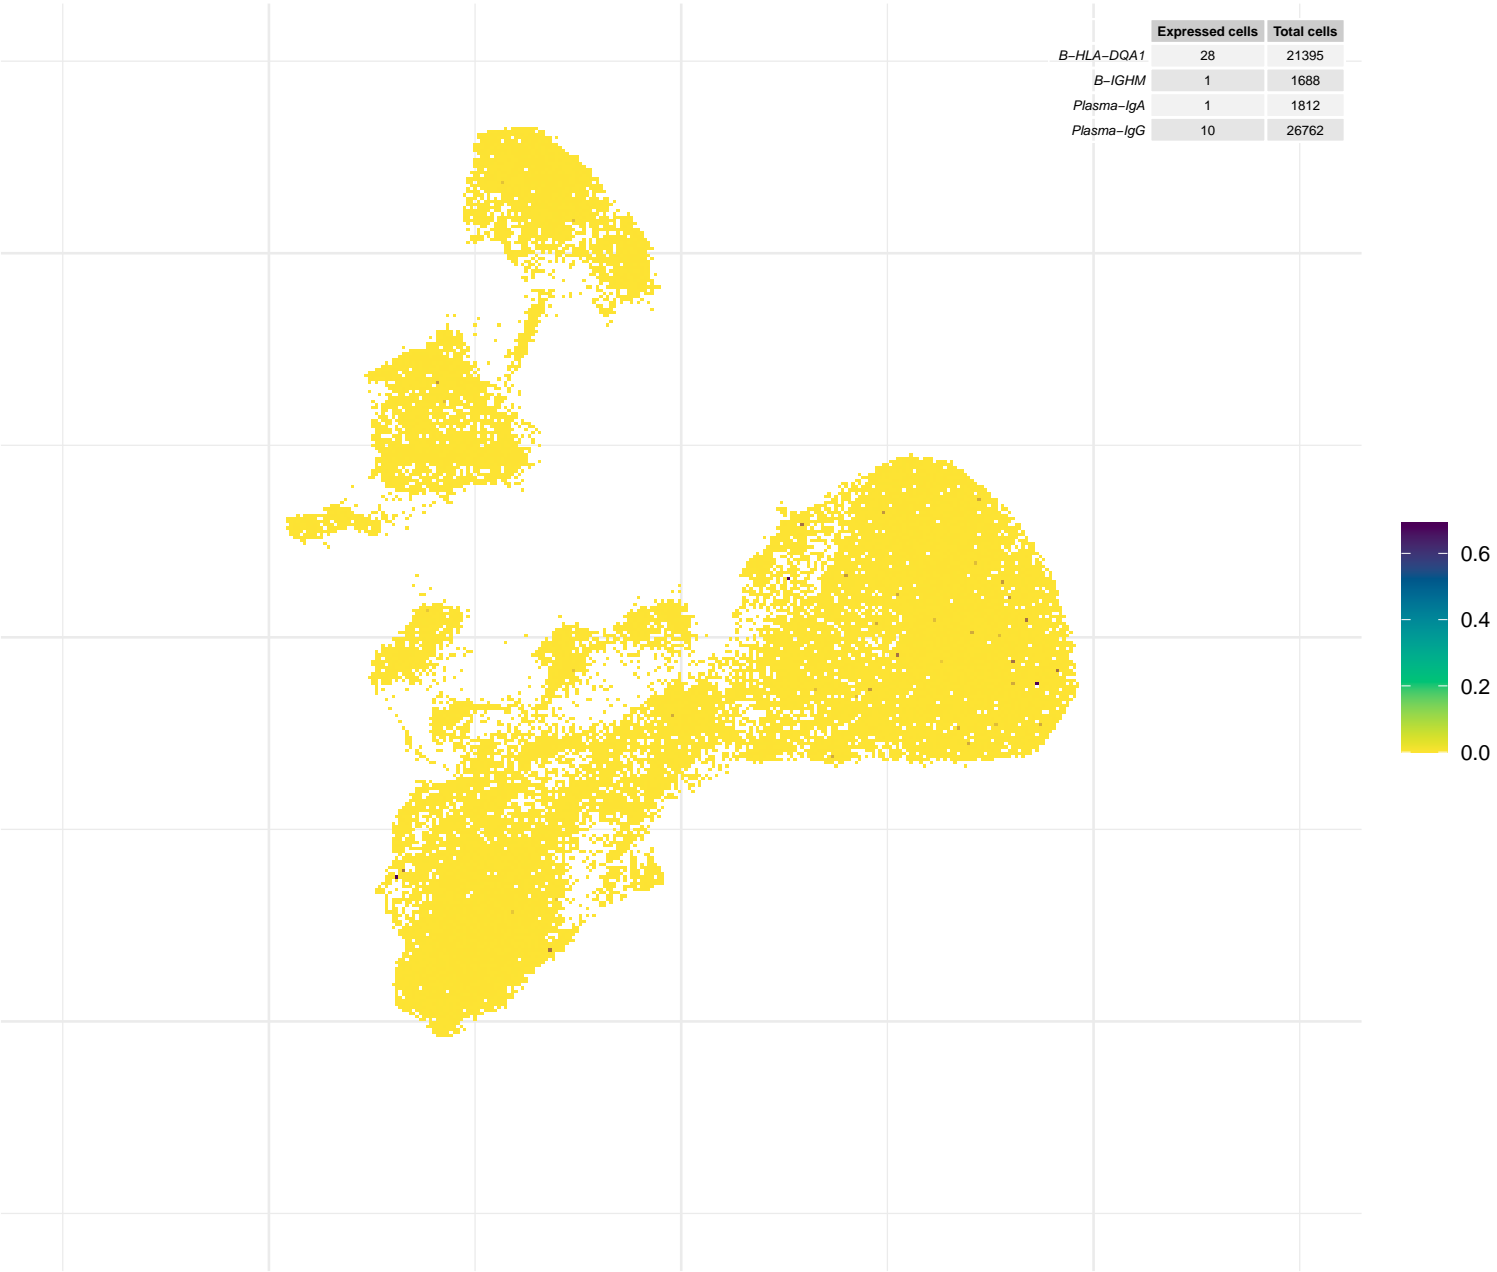 Expressed cells Total cells
B−HLA−DQA1 28 21395
B−IGHM 1 1688
Plasma−IgA 1 1812
Plasma−IgG 10 26762
0.6
0.4
0.2
0.0